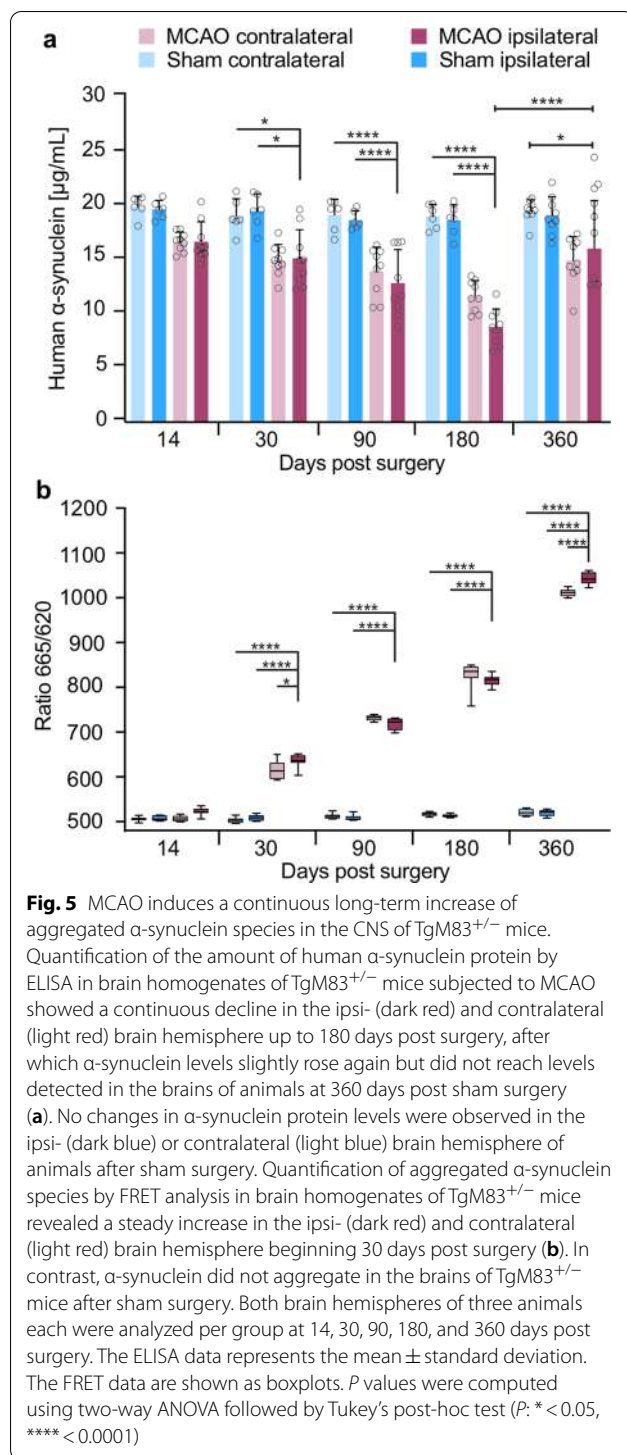 a
MCAO contralateral MCAO ipsilateral
Sham contralateral Sham ipsilateral
Human α-synuclein [µg/mL]
30
25
20
15
10
5
0
* * **** **** **** **** **** *
14 30 90 180 360
Days post surgery
b
Ratio 665/620
1200
1100
1000
900
800
700
600
500
**** **** * **** **** **** **** **** **** ****
14 30 90 180 360
Days post surgery
Fig. 5 MCAO induces a continuous long-term increase of
aggregated α-synuclein species in the CNS of TgM83+/− mice.
Quantification of the amount of human α-synuclein protein by
ELISA in brain homogenates of TgM83+/− mice subjected to MCAO
showed a continuous decline in the ipsi- (dark red) and contralateral
(light red) brain hemisphere up to 180 days post surgery, after
which α-synuclein levels slightly rose again but did not reach levels
detected in the brains of animals at 360 days post sham surgery
(a). No changes in α-synuclein protein levels were observed in the
ipsi- (dark blue) or contralateral (light blue) brain hemisphere of
animals after sham surgery. Quantification of aggregated α-synuclein
species by FRET analysis in brain homogenates of TgM83+/− mice
revealed a steady increase in the ipsi- (dark red) and contralateral
(light red) brain hemisphere beginning 30 days post surgery (b). In
contrast, α-synuclein did not aggregate in the brains of TgM83+/−
mice after sham surgery. Both brain hemispheres of three animals
each were analyzed per group at 14, 30, 90, 180, and 360 days post
surgery. The ELISA data represents the mean ± standard deviation.
The FRET data are shown as boxplots. P values were computed
using two-way ANOVA followed by Tukey's post-hoc test (P: * < 0.05,
**** < 0.0001)